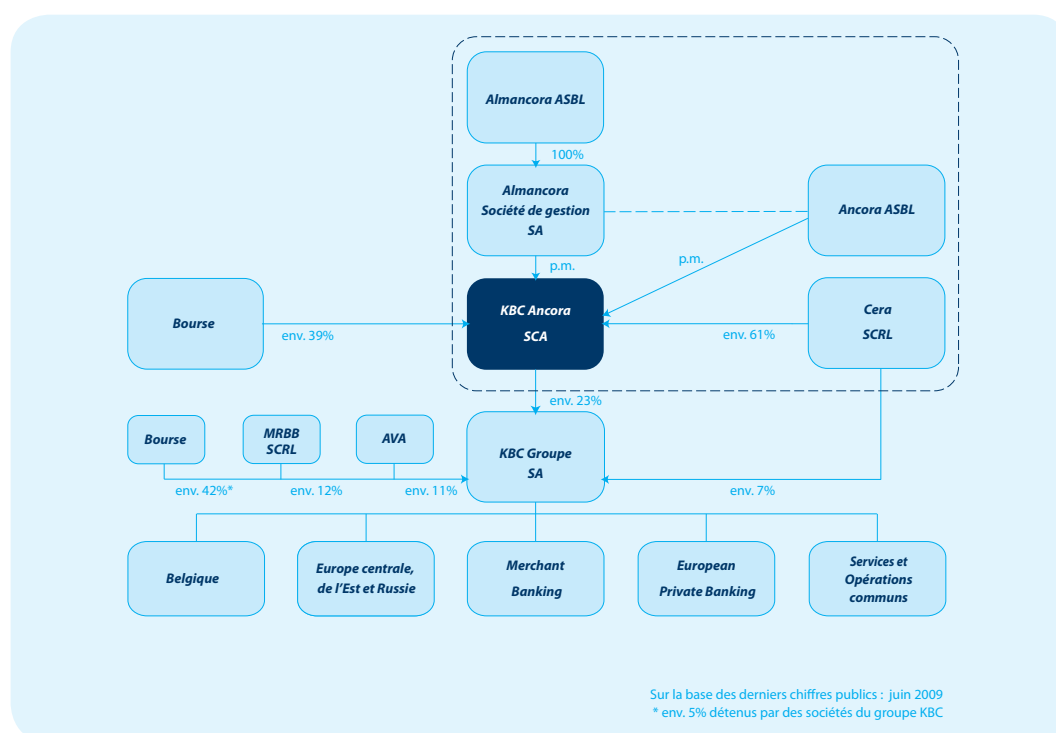 Almancora ASBL
100%
Almancora
Société de gestion
SA
Ancora ASBL
p.m.
p.m.
Bourse
env. 39%
KBC Ancora
SCA
env. 61%
Cera
SCRL
env. 23%
Bourse
MRBB
SCRL
AVA
KBC Groupe
SA
env. 42%*
env. 12%
env. 11%
env. 7%
Belgique
Europe centrale,
de l'Est et Russie
Merchant
Banking
European
Private Banking
Services et
Opérations
communs
Sur la base des derniers chiffres publics : juin 2009
* env. 5% détenus par des sociétés du groupe KBC